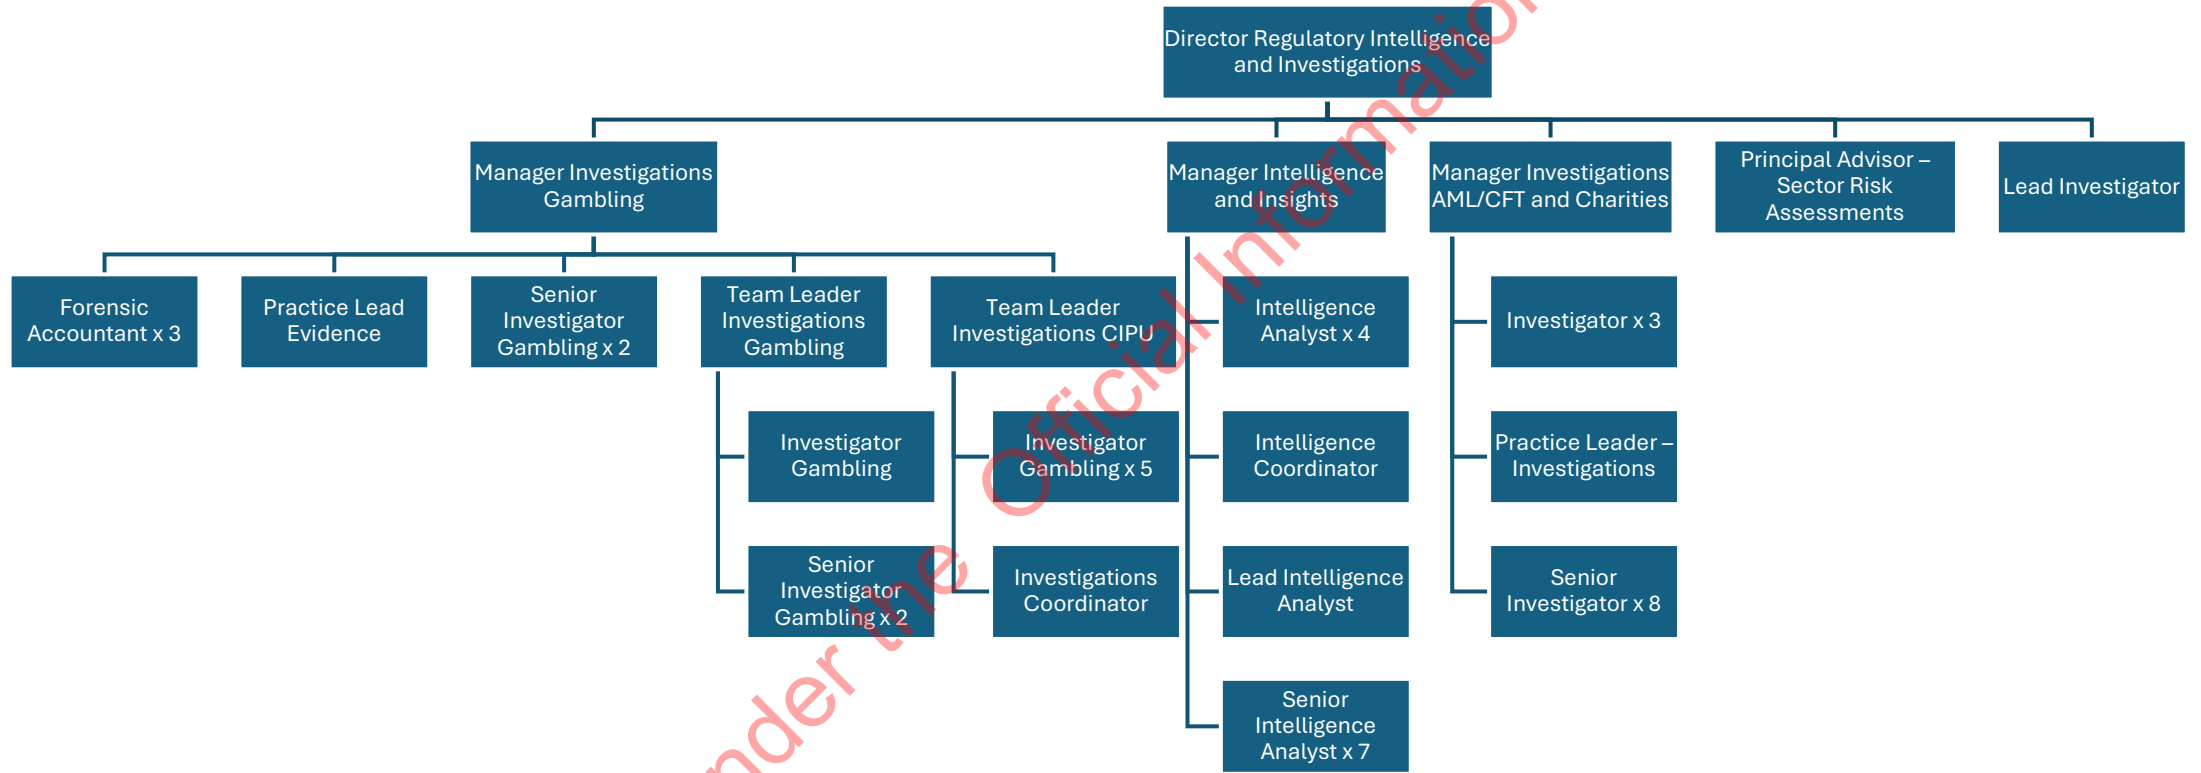 Director Regulatory Intelligence
and Investigations
Manager Investigations
Gambling
Manager Intelligence
and Insights
Manager Investigations
AML/CFT and Charities
Principal Advisor –
Sector Risk
Assessments
Lead Investigator
Forensic
Accountant x 3
Practice Lead
Evidence
Senior
Investigator
Gambling x 2
Team Leader
Investigations
Gambling
Team Leader
Investigations CIPU
Intelligence
Analyst x 4
Investigator x 3
Investigator
Gambling
Investigator
Gambling x 5
Intelligence
Coordinator
Practice Leader –
Investigations
Senior
Investigator
Gambling x 2
Investigations
Coordinator
Lead Intelligence
Analyst
Senior
Investigator x 8
Senior
Intelligence
Analyst x 7
the Official Information